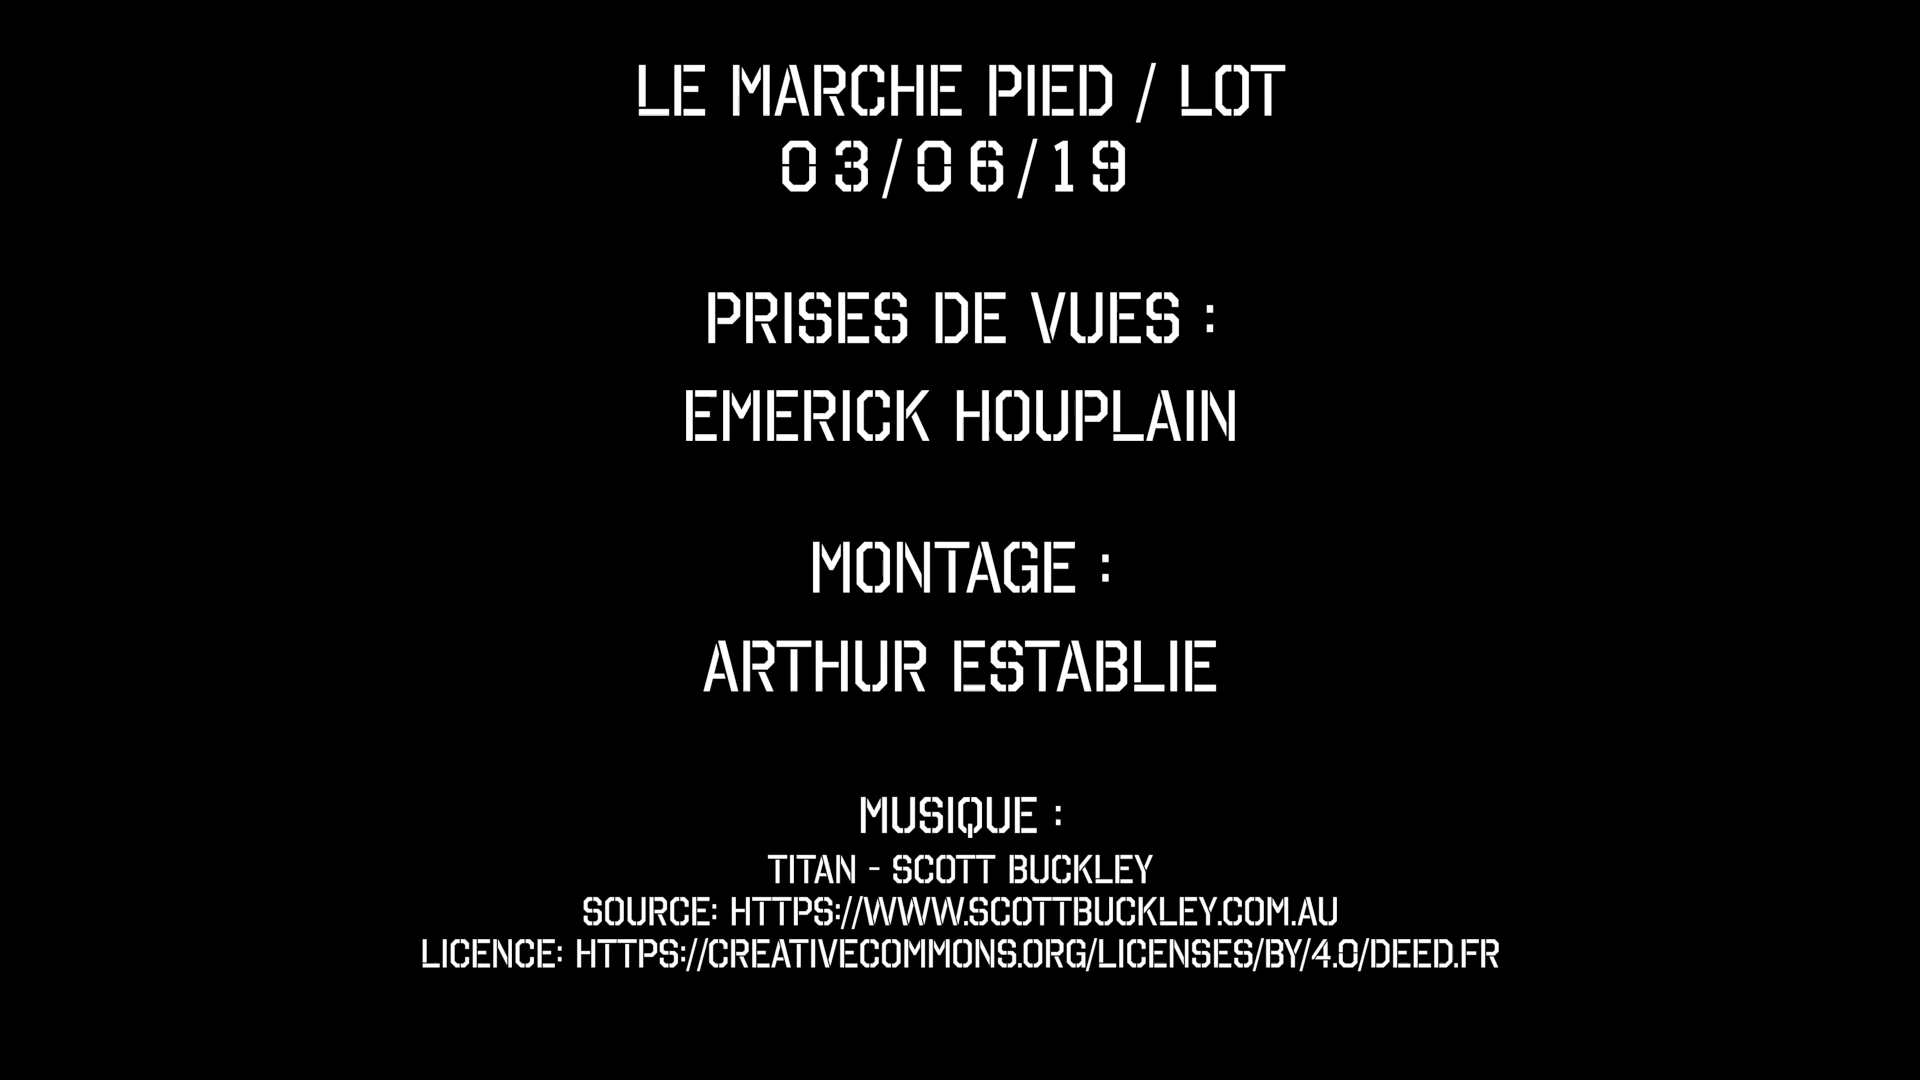 LE MARCHE PIED / LOT
03/06/19
PRISES DE VUES :
EMERICK HOUPLAIN
MONTAGE :
ARTHUR ESTABLIE
MUSIQUE :
TITAN - SCOTT BUCKLEY
SOURCE: HTTPS://WWW.SCOTTBUCKLEY.COM.AU
LICENCE: HTTPS://CREATIVECOMMONS.ORG/LICENSES/BY/4.0/DEED.FR